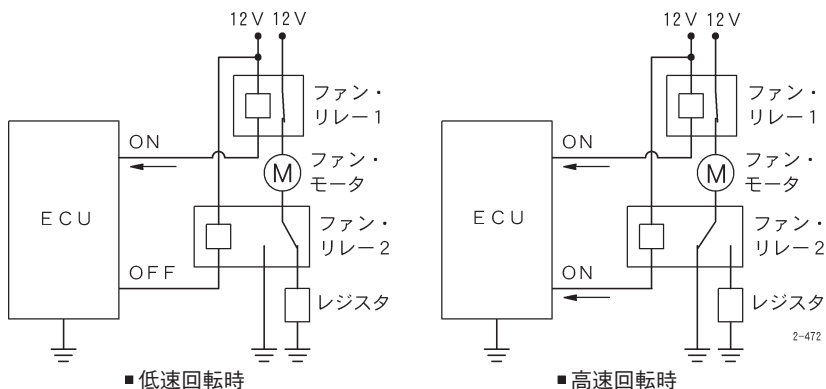 12V 12V
ファン・
リレー1
ON
ファン・
モータ
M
ECU
ファン・
リレー2
OFF
レジスタ
■低速回転時
12V 12V
ファン・
リレー1
ON
ファン・
モータ
M
ECU
ファン・
リレー2
ON
レジスタ
2-472
■高速回転時